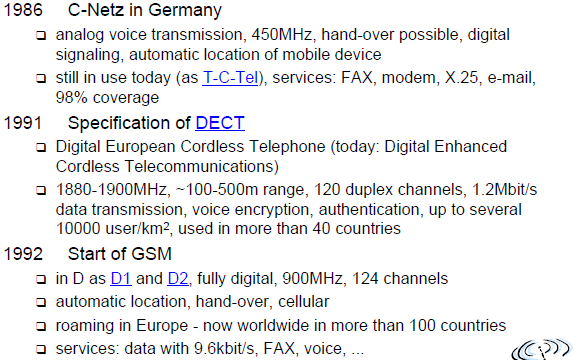 1986 C-Netz in Germany
❑ analog voice transmission, 450MHz, hand-over possible, digital
signaling, automatic location of mobile device
❑ still in use today (as T-C-Tel), services: FAX, modem, X.25, e-mail,
98% coverage
1991 Specification of DECT
❑ Digital European Cordless Telephone (today: Digital Enhanced
Cordless Telecommunications)
❑ 1880-1900MHz, ~100-500m range, 120 duplex channels, 1.2Mbit/s
data transmission, voice encryption, authentication, up to several
10000 user/km², used in more than 40 countries
1992 Start of GSM
❑ in D as D1 and D2, fully digital, 900MHz, 124 channels
❑ automatic location, hand-over, cellular
❑ roaming in Europe - now worldwide in more than 100 countries
❑ services: data with 9.6kbit/s, FAX, voice, ...